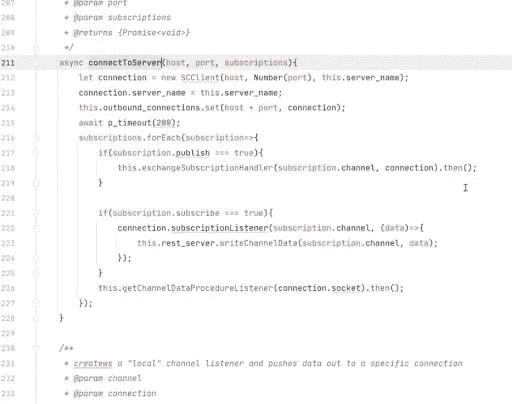 207 * @param port
208 * @param subscriptions
209 * @returns {Promise<void>}
210 */
211 async connectToServer(host, port, subscriptions){
212 let connection = new SCClient(host, Number(port), this.server_name);
213 connection.server_name = this.server_name;
214 this.outbound_connections.set(host + port, connection);
215 await p_timeout(200);
216 subscriptions.forEach(subscription=>{
217 if(subscription.publish === true){
218 this.exchangeSubscriptionHandler(subscription.channel, connection).then();
219 }
220
221 if(subscription.subscribe === true){
222 connection.subscriptionListener(subscription.channel, (data)=>{
223 this.rest_server.writeChannelData(subscription.channel, data);
224 });
225 }
226 this.getChannelDataProcedureListener(connection.socket).then();
227 });
228 }
229
230 /**
231 * createws a "local" channel listener and pushes data out to a specific connection
232 * @param channel
233 * @param connection